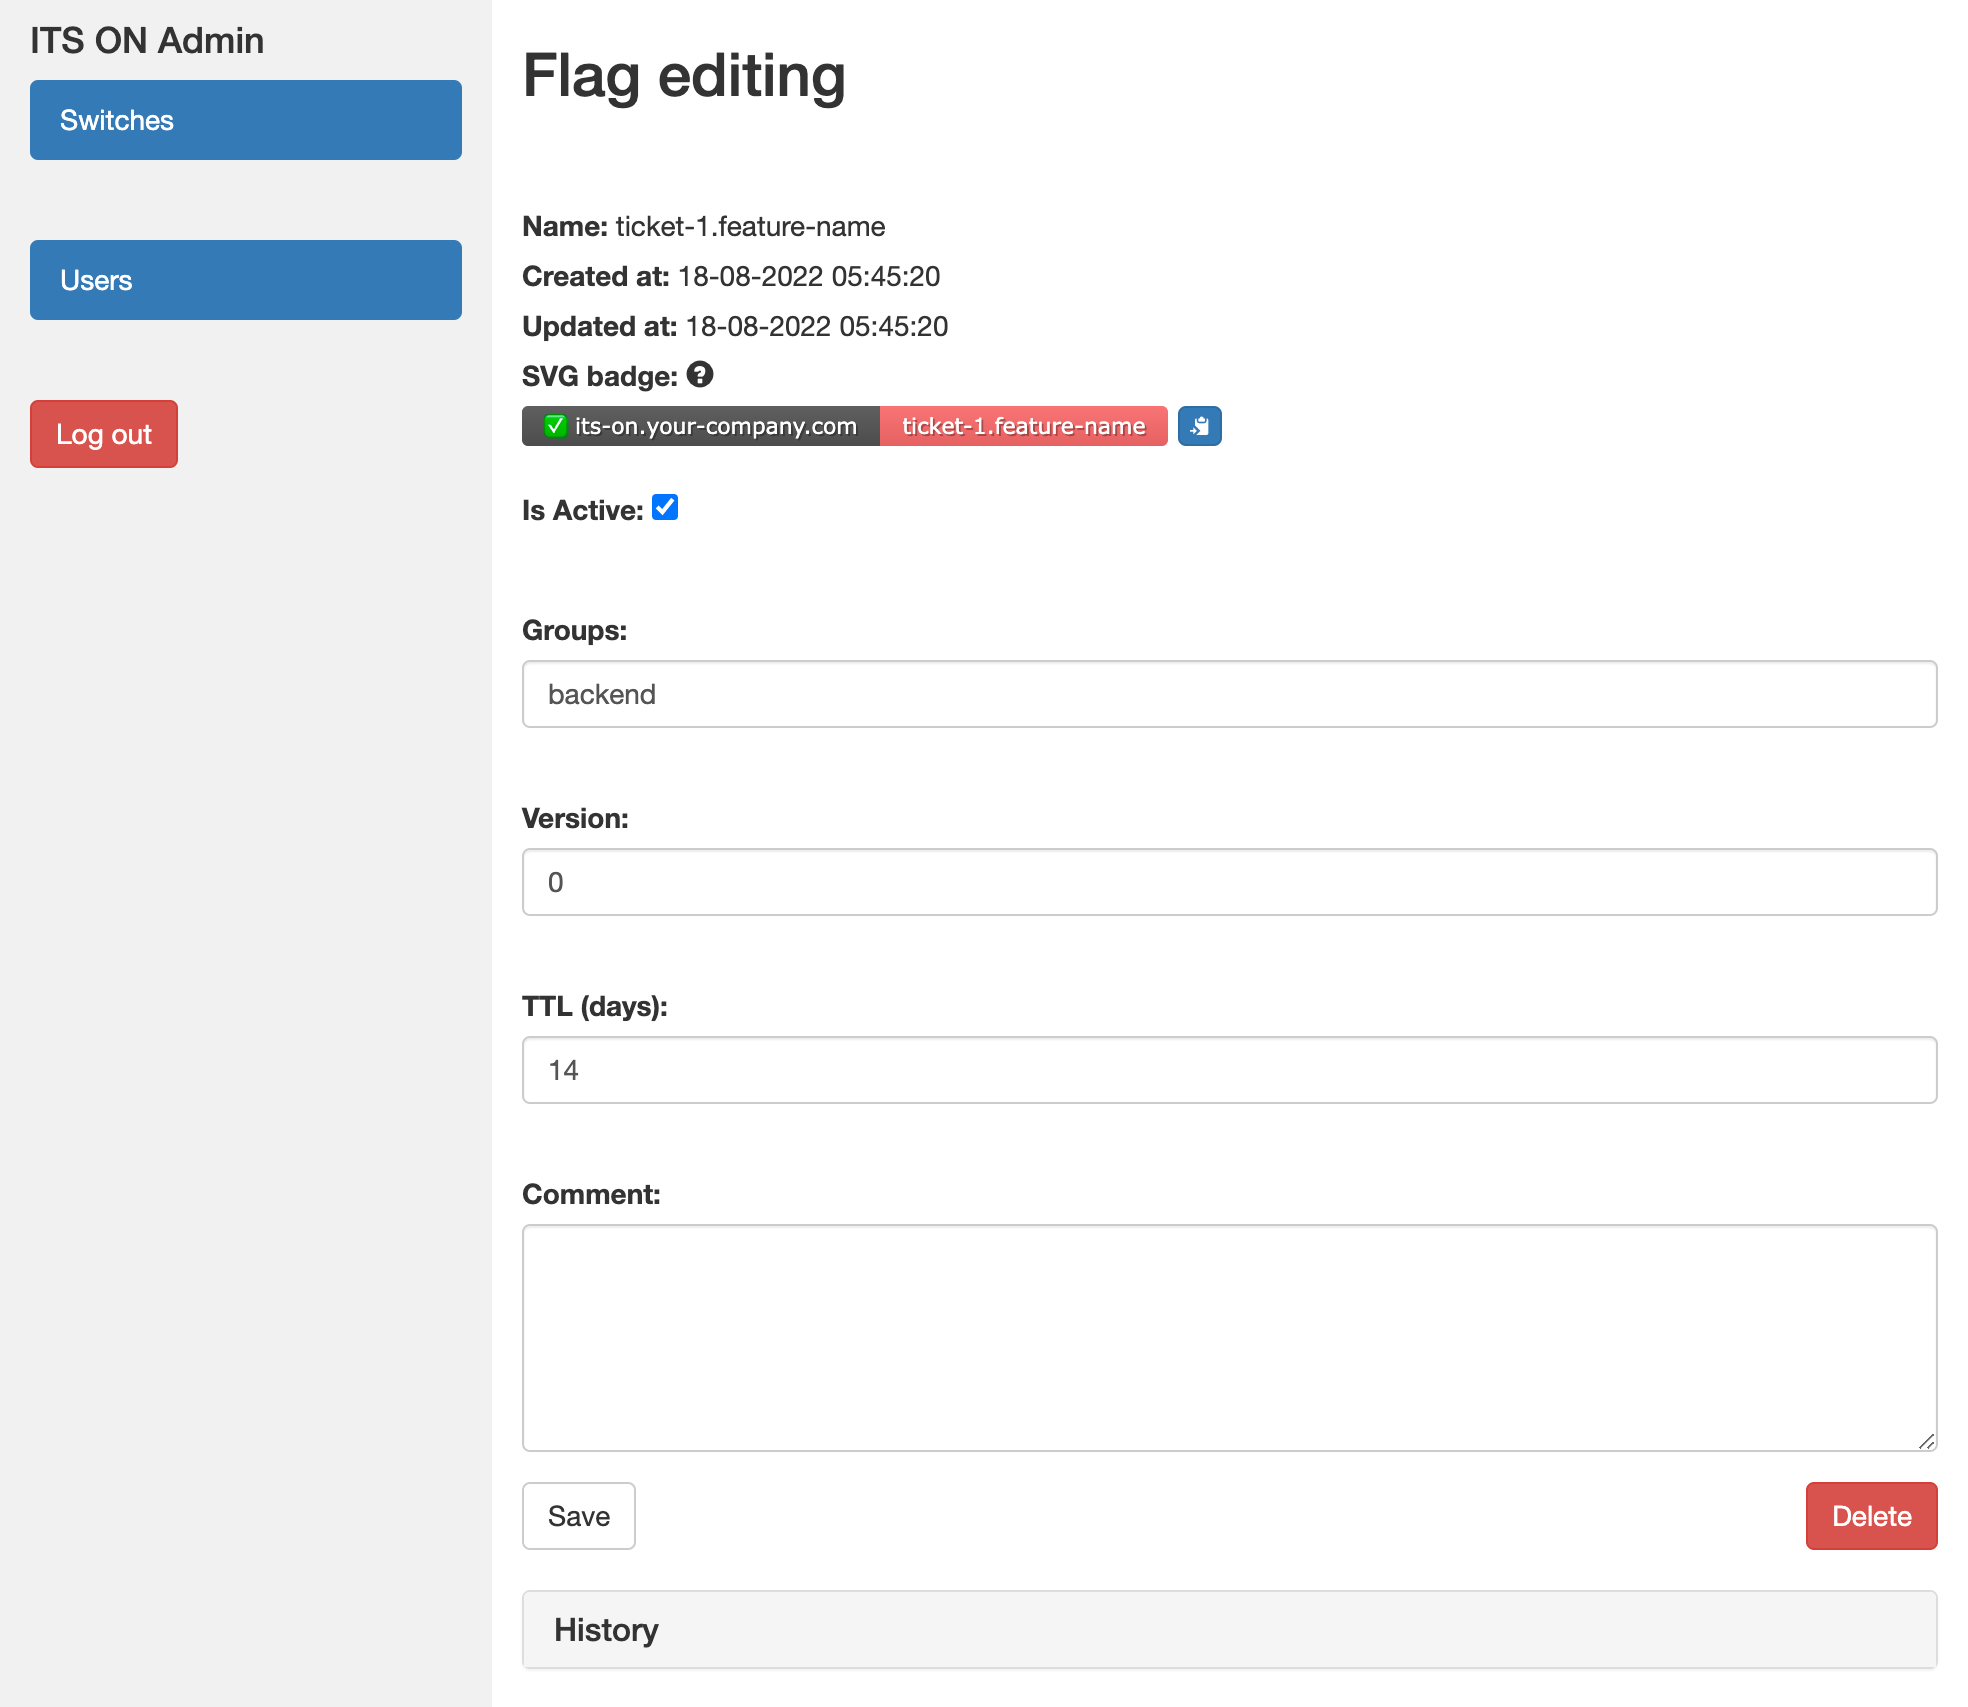 ITS ON Admin
Switches
Users
Log out
Flag editing
Name: ticket-1.feature-name
Created at: 18-08-2022 05:45:20
Updated at: 18-08-2022 05:45:20
SVG badge: ?
✅ its-on.your-company.com ticket-1.feature-name
Is Active:
Groups:
backend
Version:
0
TTL (days):
14
Comment:
Save
Delete
History